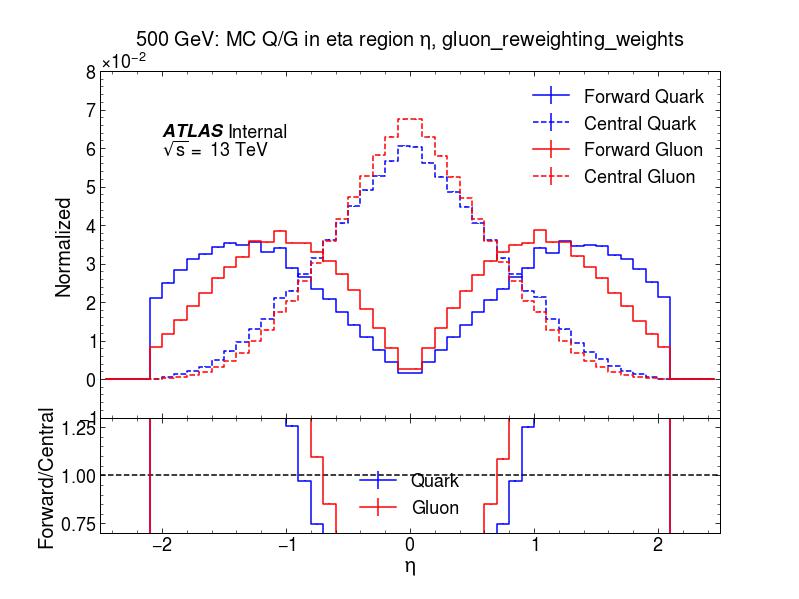 500 GeV: MC Q/G in eta region η, gluon_reweighting_weights
×10⁻²
8
7
6
5
4
3
2
1
0
−1
Normalized
ATLAS Internal
√s = 13 TeV
Forward Quark
Central Quark
Forward Gluon
Central Gluon
1.25
1.00
0.75
Forward/Central
Quark
Gluon
−2 −1 0 1 2
η